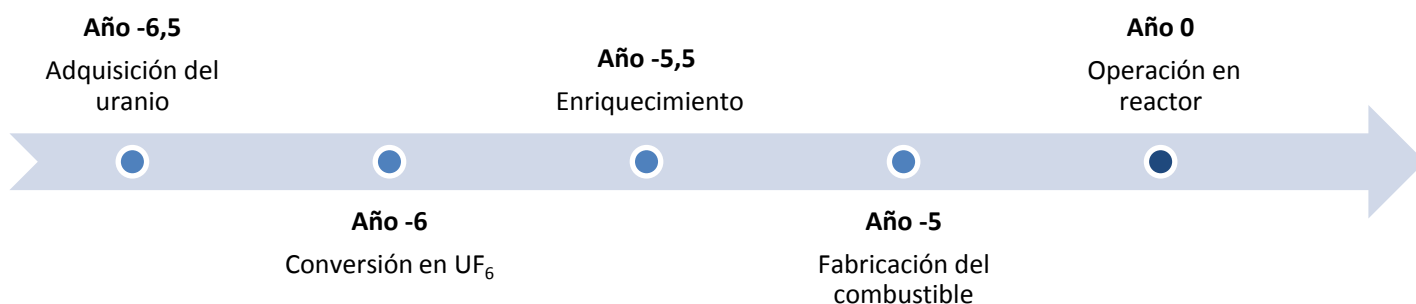 Año -6,5
Adquisición del
uranio
Año -6
Conversión en UF₆
Año -5,5
Enriquecimiento
Año -5
Fabricación del
combustible
Año 0
Operación en
reactor